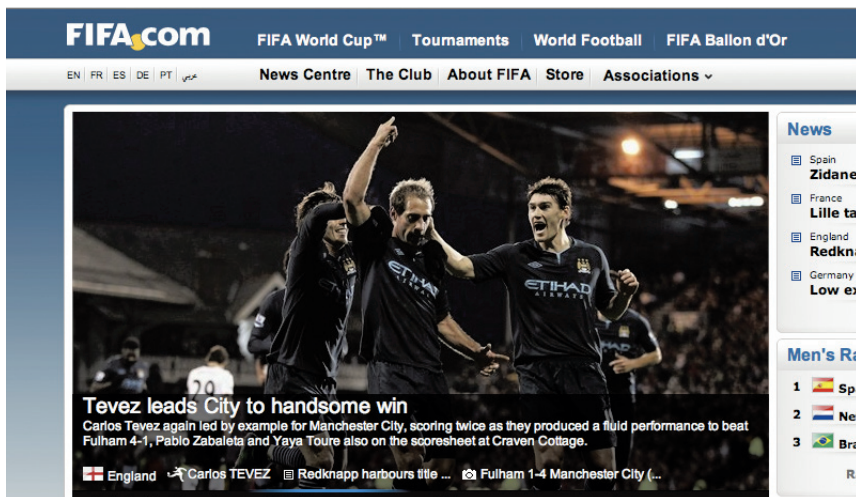 FIFA.com
FIFA World Cup™ Tournaments World Football FIFA Ballon d'Or
EN FR ES DE PT عربي
News Centre The Club About FIFA Store Associations
News
Spain
Zidane
France
Lille ta
England
Redkna
Germany
Low ex
ETIHAD
AIRWAYS
ETIHAD
AIRWAYS
29
Tevez leads City to handsome win
Carlos Tevez again led by example for Manchester City, scoring twice as they produced a fluid performance to beat
Fulham 4-1, Pablo Zabaleta and Yaya Toure also on the scoresheet at Craven Cottage.
England Carlos TEVEZ Redknapp harbours title ... Fulham 1-4 Manchester City (...
Men's Ra
1 Sp
2 Ne
3 Bra
R